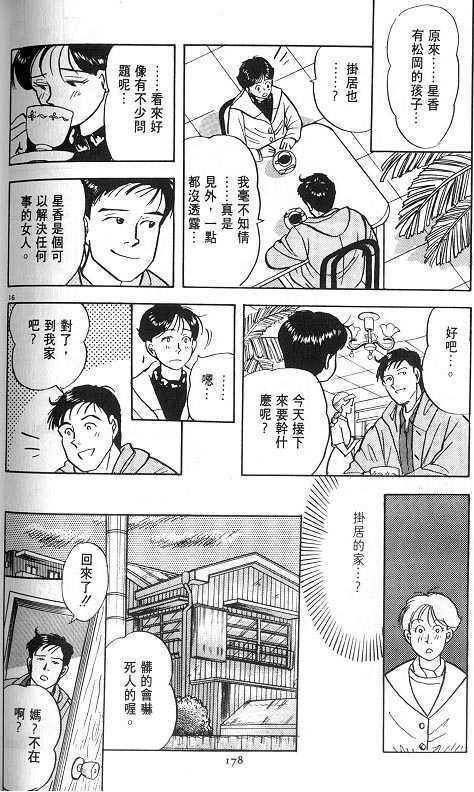 原來……星香
有松岡的孩子…
掛居也
……？
我毫不知情
……真是
見外，一點
都沒透露…
……看來好
像有不少問
題呢…
星香是個可
以解決任何
事的女人。
16
好吧…。
今天接下
來要幹什
麼呢？
嗯…
對了，
到我家
吧？
掛居的家…？
髒的會嚇
死人的喔。
回來了!!
媽？不在
啊？
178